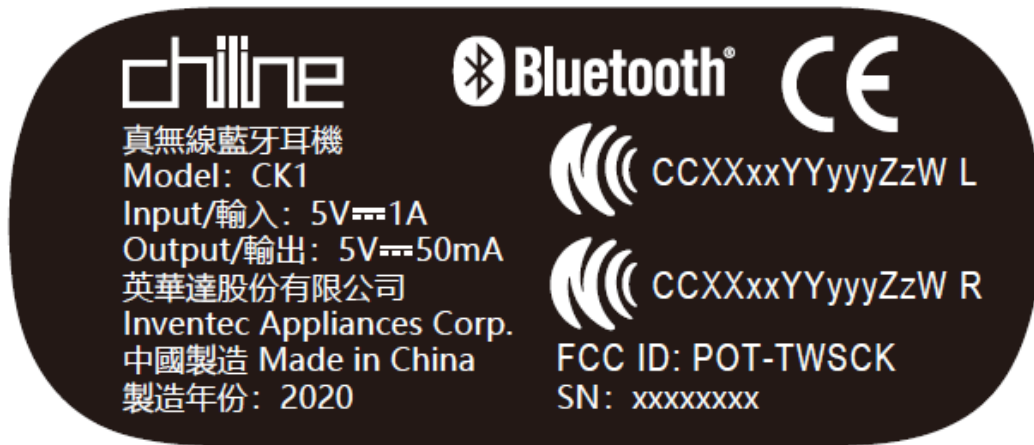 chiline
Bluetooth®
CE
真無線藍牙耳機
Model：CK1
Input/輸入：5V⎓1A
Output/輸出：5V⎓50mA
英華達股份有限公司
Inventec Appliances Corp.
中國製造 Made in China
製造年份：2020
CCXXxxYYyyyZzW L
CCXXxxYYyyyZzW R
FCC ID: POT-TWSCK
SN：xxxxxxxx